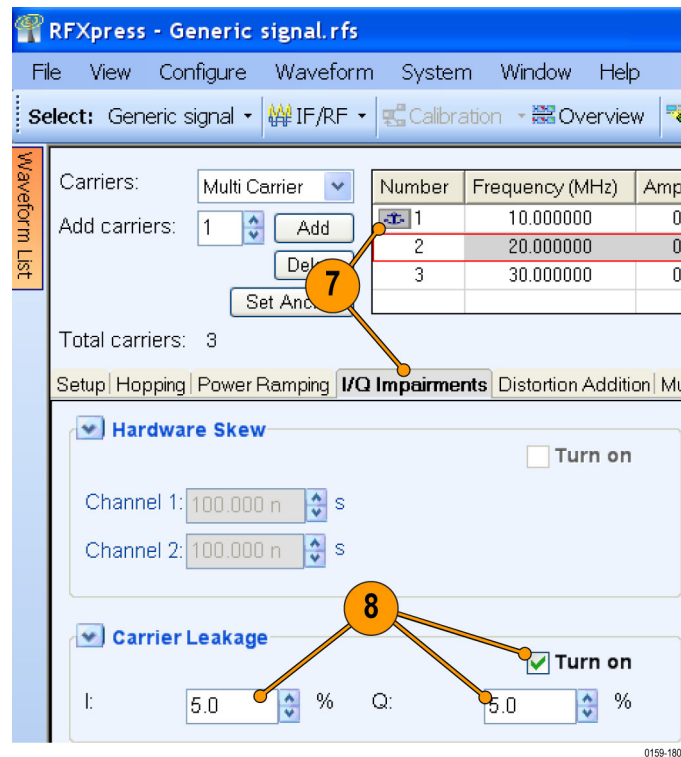 RFXpress - Generic signal.rfs
File View Configure Waveform System Window Help
Select: Generic signal IF/RF Calibration Overview
Waveform List
Carriers: Multi Carrier
Add carriers: 1 Add
Set
Total carriers: 3
Number Frequency (MHz)
1 10.000000 0
2 20.000000 0
3 30.000000 0
7
Setup Hopping Power Ramping I/Q Impairments Distortion Addition
Hardware Skew
Turn on
Channel 1: 100.000 n s
Channel 2: 100.000 n s
8
Carrier Leakage
Turn on
I: 5.0 % Q: 5.0 %
0159-180